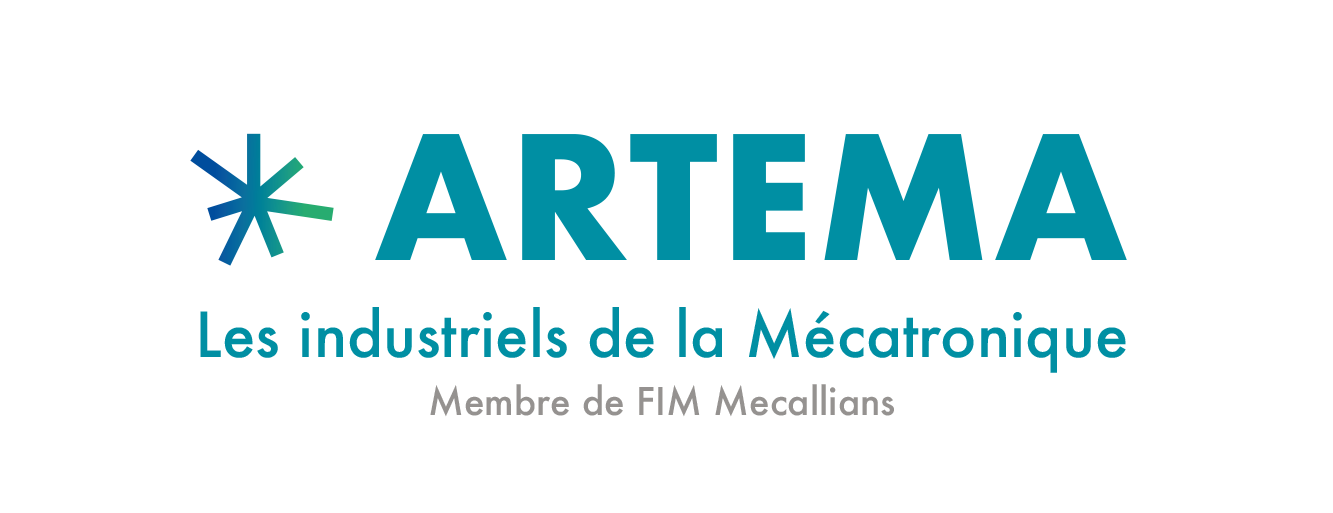 ARTEMA
Les industriels de la Mécatronique
Membre de FIM Mecallians